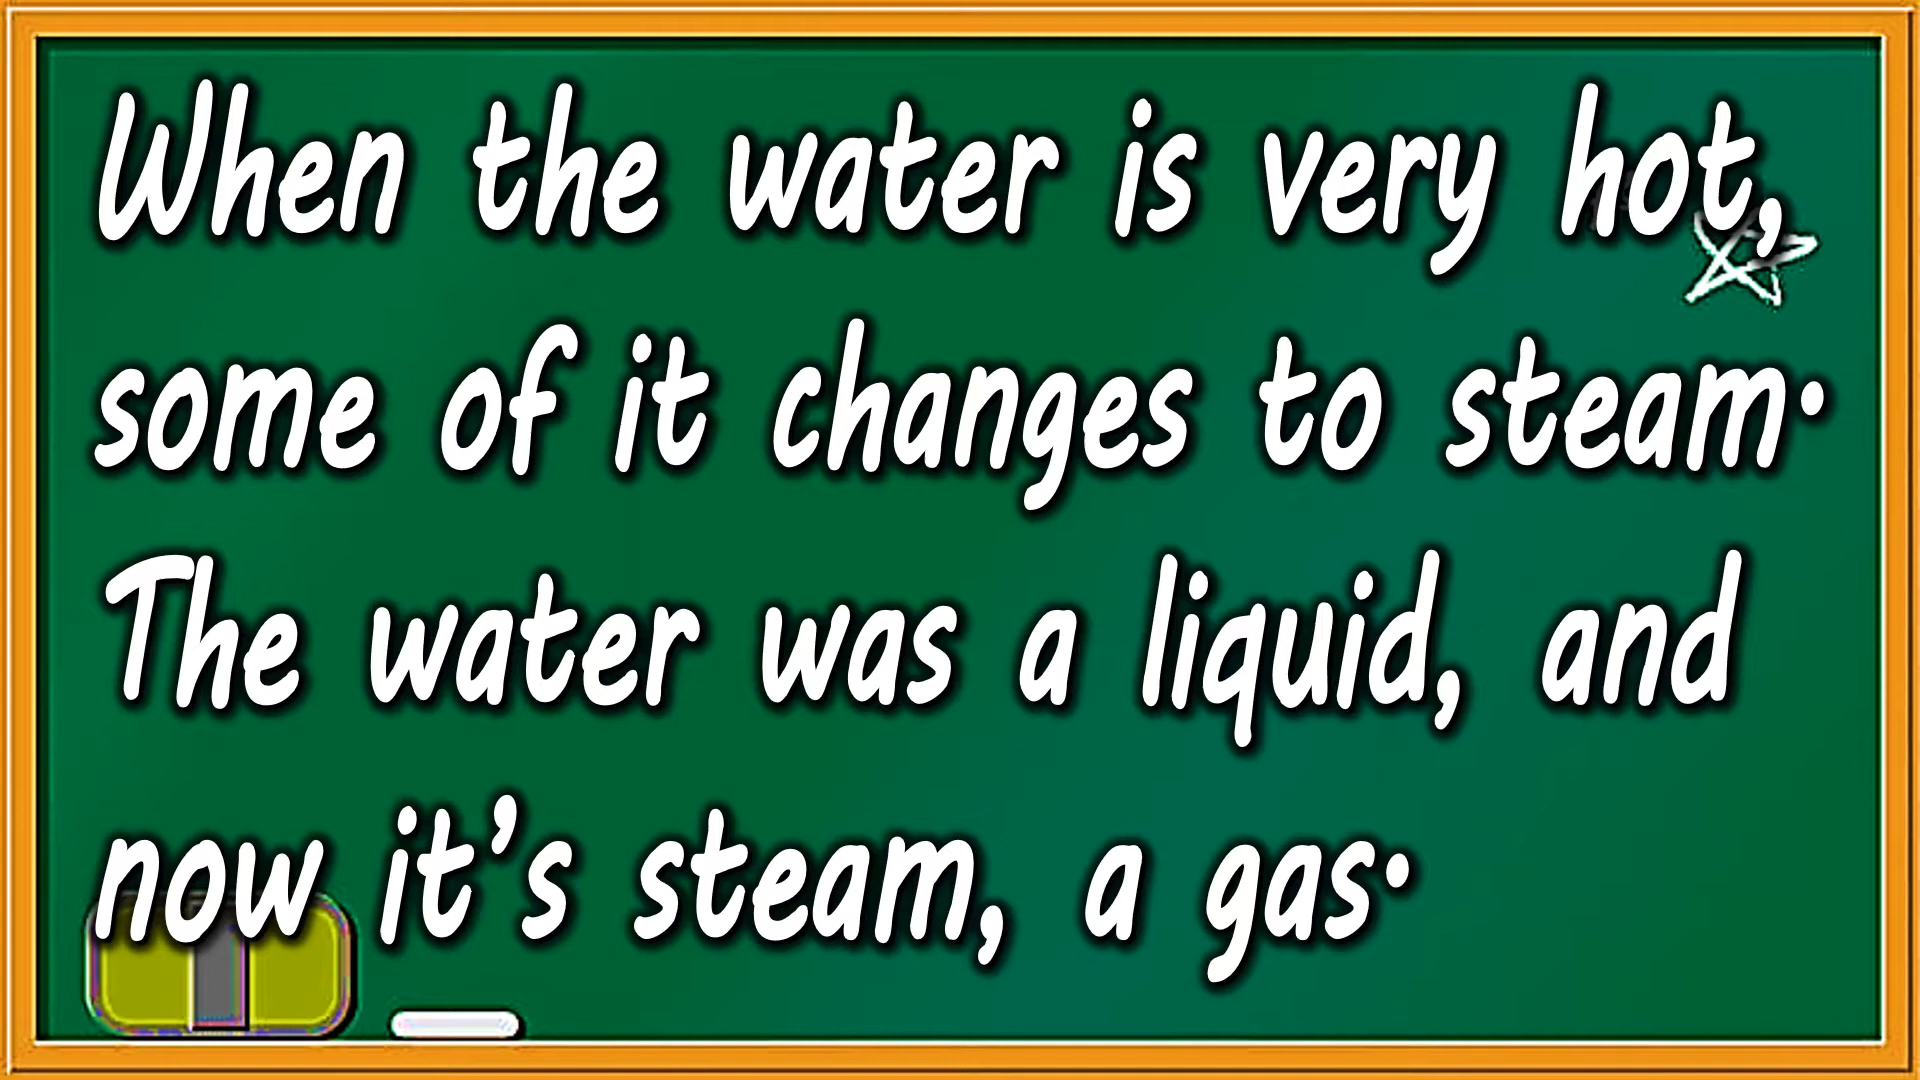 When the water is very hot,
some of it changes to steam.
The water was a liquid, and
now it's steam, a gas.